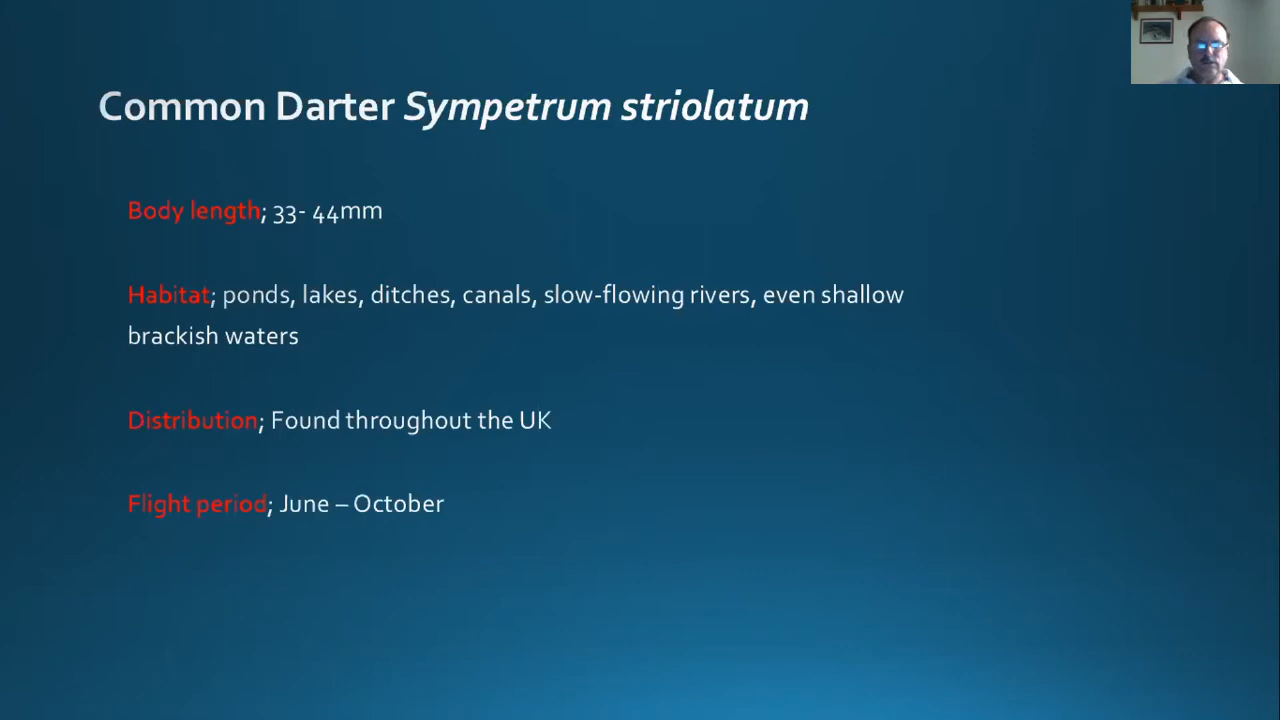 Common Darter Sympetrum striolatum
Body length; 33- 44mm
Habitat; ponds, lakes, ditches, canals, slow-flowing rivers, even shallow
brackish waters
Distribution; Found throughout the UK
Flight period; June – October